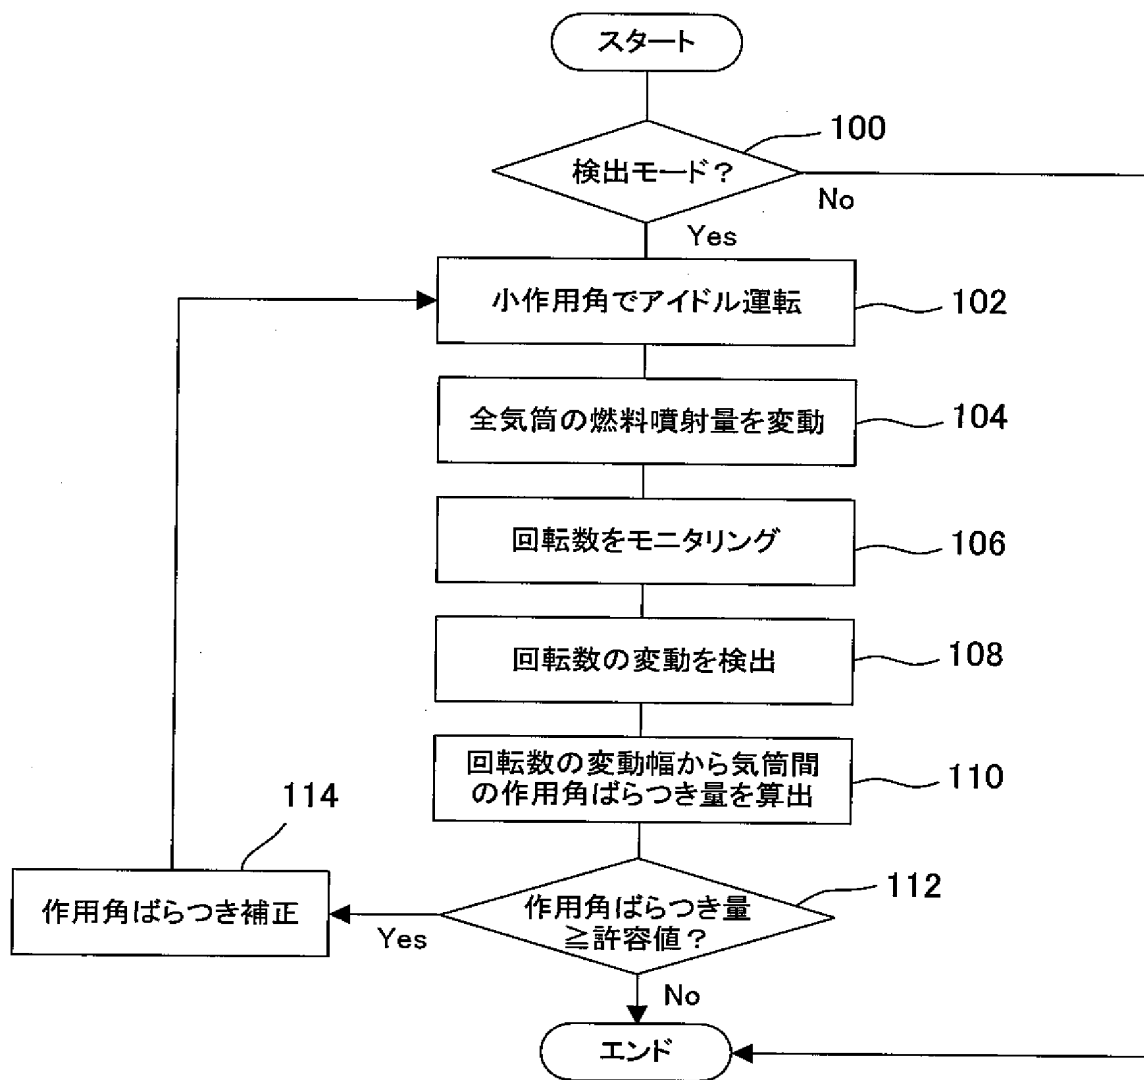 スタート
検出モード？
100
No
Yes
小作用角でアイドル運転
102
全気筒の燃料噴射量を変動
104
回転数をモニタリング
106
回転数の変動を検出
108
回転数の変動幅から気筒間
の作用角ばらつき量を算出
110
作用角ばらつき量
≧許容値？
112
Yes
作用角ばらつき補正
114
No
エンド